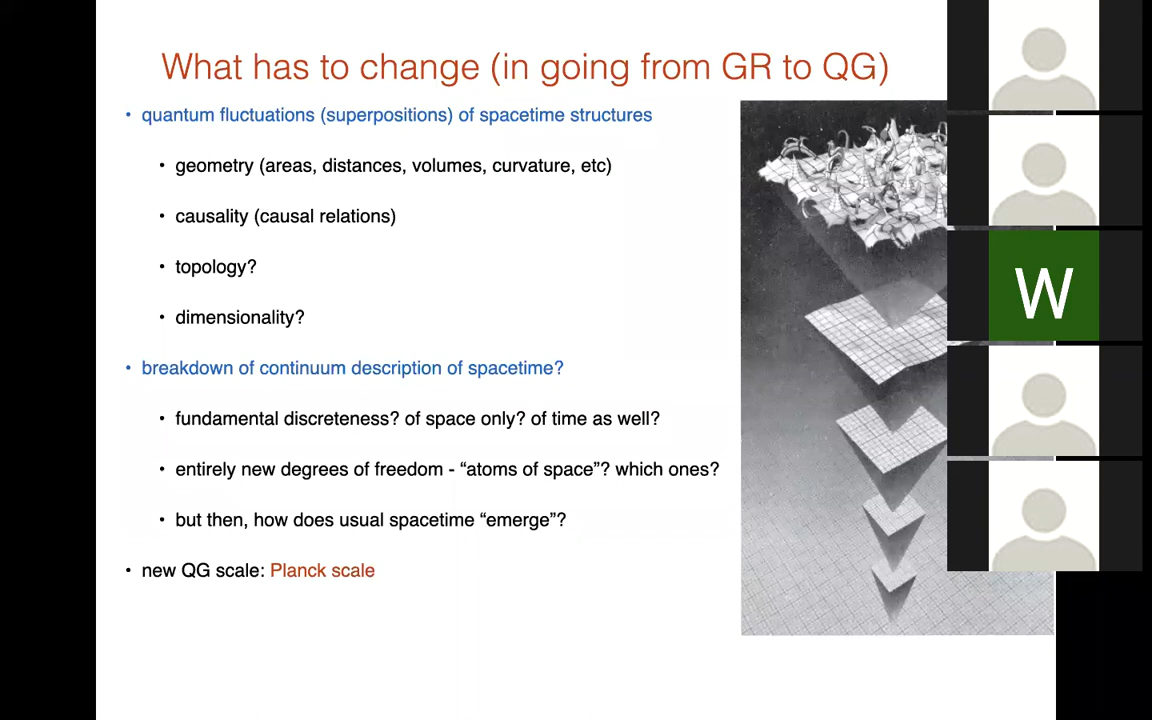 What has to change (in going from GR to QG)
• quantum fluctuations (superpositions) of spacetime structures
• geometry (areas, distances, volumes, curvature, etc)
• causality (causal relations)
• topology?
• dimensionality?
• breakdown of continuum description of spacetime?
• fundamental discreteness? of space only? of time as well?
• entirely new degrees of freedom - “atoms of space”? which ones?
• but then, how does usual spacetime “emerge”?
• new QG scale: Planck scale
W